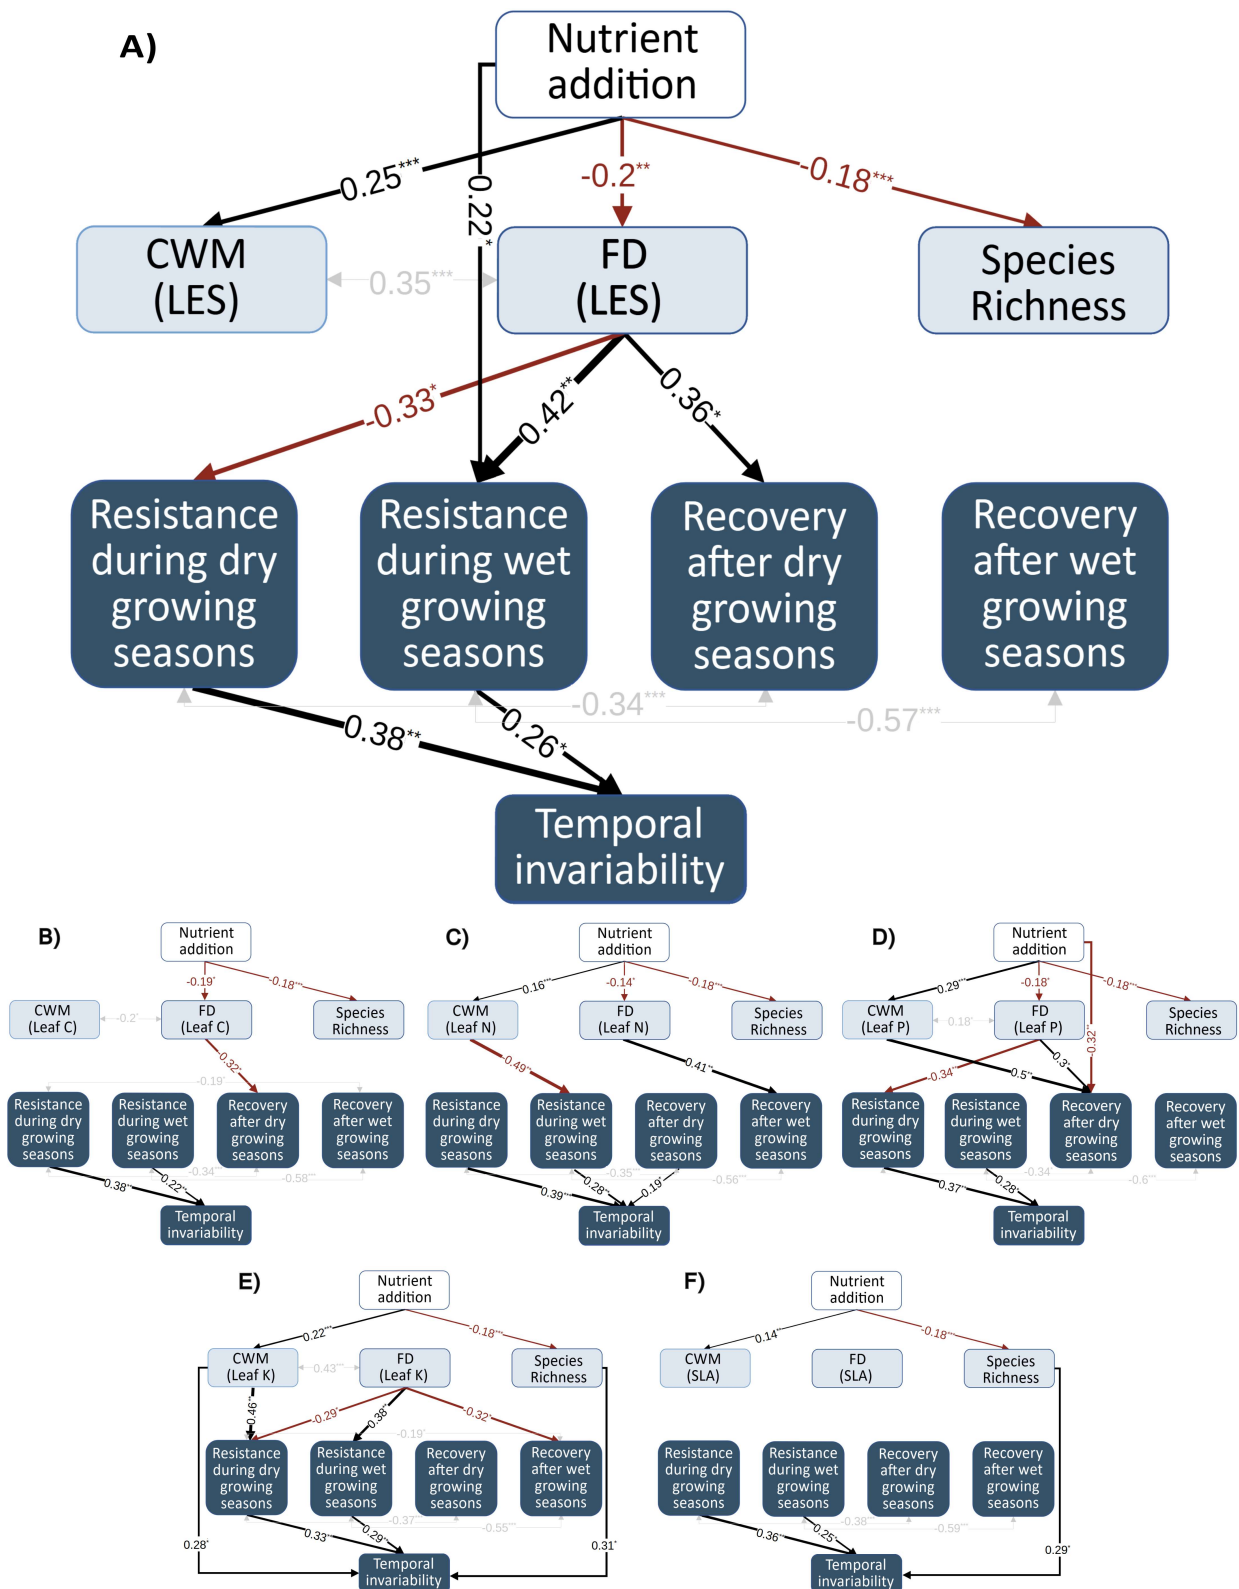 A)
Nutrient
addition
0.25***
0.22*
-0.2**
-0.18***
CWM
(LES)
0.35***
FD
(LES)
Species
Richness
-0.33*
0.42**
0.36*
Resistance
during dry
growing
seasons
Resistance
during wet
growing
seasons
Recovery
after dry
growing
seasons
Recovery
after wet
growing
seasons
-0.34***
-0.57***
0.38**
0.26*
Temporal
invariability
B)
Nutrient
addition
-0.19*
-0.18***
CWM
(Leaf C)
-0.2*
FD
(Leaf C)
Species
Richness
-0.32*
-0.19*
Resistance
during dry
growing
seasons
Resistance
during wet
growing
seasons
Recovery
after dry
growing
seasons
Recovery
after wet
growing
seasons
-0.34***
-0.58***
0.38**
0.22**
Temporal
invariability
C)
Nutrient
addition
0.16***
-0.14*
-0.18***
CWM
(Leaf N)
FD
(Leaf N)
Species
Richness
-0.49**
0.41**
Resistance
during dry
growing
seasons
Resistance
during wet
growing
seasons
Recovery
after dry
growing
seasons
Recovery
after wet
growing
seasons
-0.35***
-0.56***
0.39***
0.28**
0.19*
Temporal
invariability
D)
Nutrient
addition
0.29***
-0.18*
-0.18***
CWM
(Leaf P)
0.18*
FD
(Leaf P)
Species
Richness
-0.32**
-0.34**
0.5**
0.3*
Resistance
during dry
growing
seasons
Resistance
during wet
growing
seasons
Recovery
after dry
growing
seasons
Recovery
after wet
growing
seasons
-0.34***
-0.6***
0.37**
0.28*
Temporal
invariability
E)
Nutrient
addition
0.22***
-0.18***
CWM
(Leaf K)
0.43***
FD
(Leaf K)
Species
Richness
0.46**
-0.29*
0.38**
-0.32*
-0.19*
Resistance
during dry
growing
seasons
Resistance
during wet
growing
seasons
Recovery
after dry
growing
seasons
Recovery
after wet
growing
seasons
-0.37***
-0.55***
0.28*
0.33**
0.29**
0.31*
Temporal
invariability
F)
Nutrient
addition
0.14**
-0.18***
CWM
(SLA)
FD
(SLA)
Species
Richness
Resistance
during dry
growing
seasons
Resistance
during wet
growing
seasons
Recovery
after dry
growing
seasons
Recovery
after wet
growing
seasons
-0.38***
-0.59***
0.36**
0.25*
0.29*
Temporal
invariability